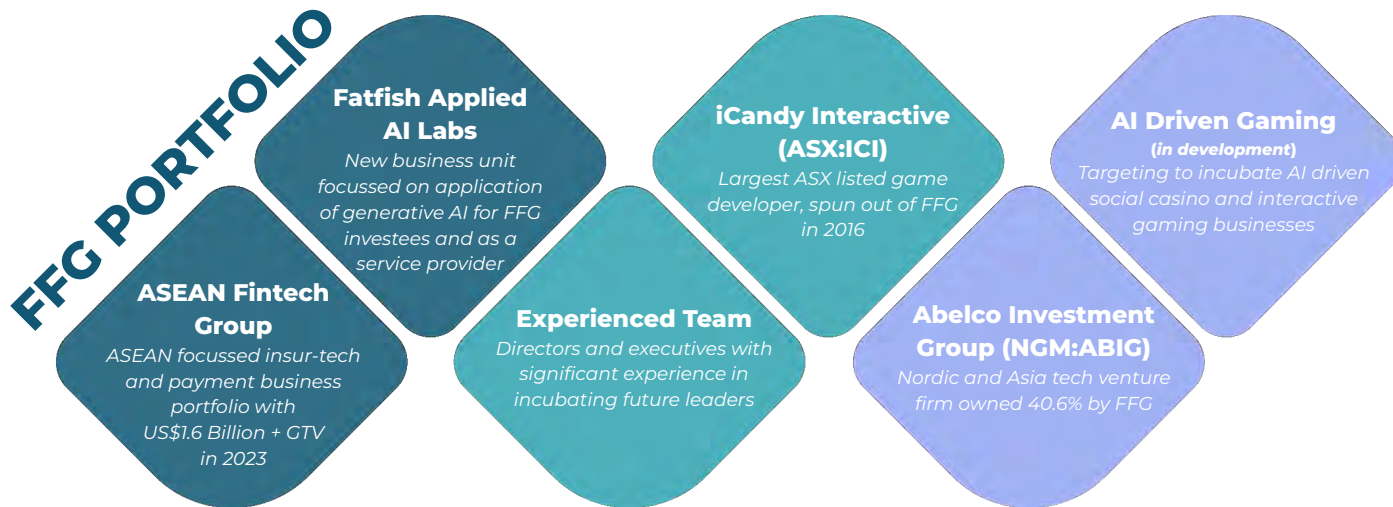 FFG PORTFOLIO
Fatfish Applied
AI Labs
New business unit
focussed on application
of generative AI for FFG
investees and as a
service provider
iCandy Interactive
(ASX:ICI)
Largest ASX listed game
developer, spun out of FFG
in 2016
AI Driven Gaming
(in development)
Targeting to incubate AI driven
social casino and interactive
gaming businesses
ASEAN Fintech
Group
ASEAN focussed insur-tech
and payment business
portfolio with
US$1.6 Billion + GTV
in 2023
Experienced Team
Directors and executives with
significant experience in
incubating future leaders
Abelco Investment
Group (NGM:ABIG)
Nordic and Asia tech venture
firm owned 40.6% by FFG